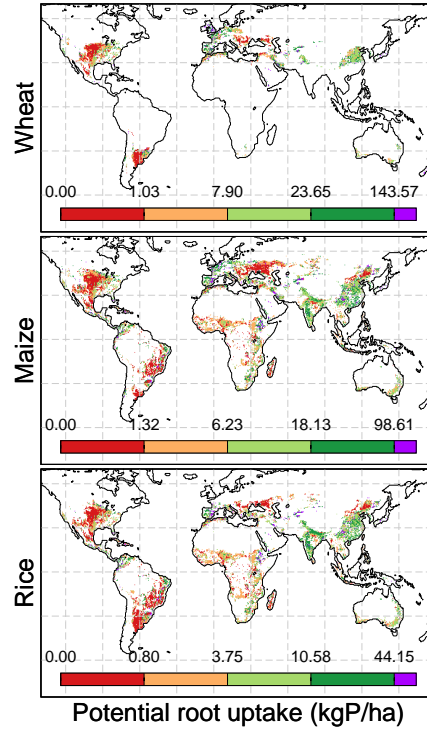 Wheat
0.00 1.03 7.90 23.65 143.57
Maize
0.00 1.32 6.23 18.13 98.61
Rice
0.00 0.80 3.75 10.58 44.15
Potential root uptake (kgP/ha)